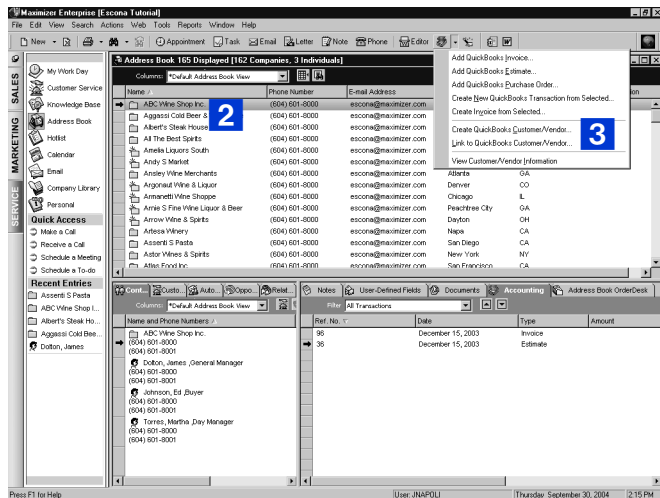 Maximizer Enterprise [Escona Tutorial]
File Edit View Search Actions Web Tools Reports Window Help
New Appointment Task Email Letter Note Phone Editor
Address Book 165 Displayed [162 Companies, 3 Individuals]
Columns: *Default Address Book View
Name Phone Number E-mail Address
ABC Wine Shop Inc. (604) 601-8000 escona@maximizer.com
Aggassi Cold Beer & (604) 601-8000 escona@maximizer.com
Albert's Steak House (604) 601-8000 escona@maximizer.com
All The Best Spirits (604) 601-8000 escona@maximizer.com
Amelia Liquors South (604) 601-8000 escona@maximizer.com
Andy S Market (604) 601-8000 escona@maximizer.com
Ansley Wine Merchants (604) 601-8000 escona@maximizer.com Atlanta GA
Argonaut Wine & Liquor (604) 601-8000 escona@maximizer.com Denver CO
Armanetti Wine Shoppe (604) 601-8000 escona@maximizer.com Chicago IL
Arnie S Fine Wine Liquor & Beer (604) 601-8000 escona@maximizer.com Peachtree City GA
Arrow Wine & Spirits (604) 601-8000 escona@maximizer.com Dayton OH
Artesa Winery (604) 601-8000 escona@maximizer.com Napa CA
Assenti S Pasta (604) 601-8000 escona@maximizer.com San Diego CA
Astor Wines & Spirits (604) 601-8000 escona@maximizer.com New York NY
Atlas Food Inc. (604) 601-8000 escona@maximizer.com San Francisco CA
2
Add QuickBooks Invoice...
Add QuickBooks Estimate...
Add QuickBooks Purchase Order...
Create New QuickBooks Transaction from Selected...
Create Invoice from Selected...
Create QuickBooks Customer/Vendor...
Link to QuickBooks Customer/Vendor...
View Customer/Vendor Information
3
SALES
MARKETING
SERVICE
My Work Day
Customer Service
Knowledge Base
Address Book
Hotlist
Calendar
Email
Company Library
Personal
Quick Access
Make a Call
Receive a Call
Schedule a Meeting
Schedule a To-do
Recent Entries
Assenti S Pasta
ABC Wine Shop I...
Albert's Steak Ho...
Aggassi Cold Bee...
Dolton, James
Cont... Custo... Auto... Oppo... Relat...
Columns: *Default Address Book View
Name and Phone Numbers
ABC Wine Shop Inc.
(604) 601-8000
(604) 601-8001
Dolton, James ,General Manager
(604) 601-8000
(604) 601-8001
Johnson, Ed ,Buyer
(604) 601-8000
(604) 601-8001
Torres, Martha ,Day Manager
(604) 601-8000
(604) 601-8001
Notes User-Defined Fields Documents Accounting Address Book OrderDesk
Filter All Transactions
Ref. No. Date Type Amount
96 December 15, 2003 Invoice
36 December 15, 2003 Estimate
Press F1 for Help User: JNAPOLI Thursday September 30, 2004 2:15 PM